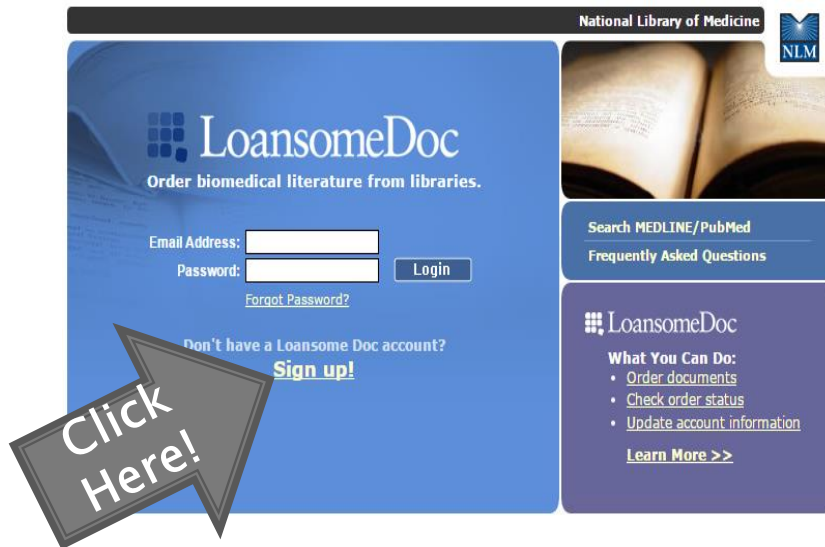 National Library of Medicine
NLM
LoansomeDoc
Order biomedical literature from libraries.
Email Address:
Password:
Login
Forgot Password?
Don't have a Loansome Doc account?
Sign up!
Click
Here!
Search MEDLINE/PubMed
Frequently Asked Questions
LoansomeDoc
What You Can Do:
• Order documents
• Check order status
• Update account information
Learn More >>